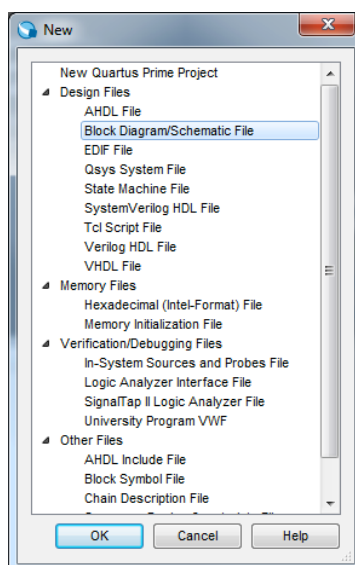 New
New Quartus Prime Project
Design Files
AHDL File
Block Diagram/Schematic File
EDIF File
Qsys System File
State Machine File
SystemVerilog HDL File
Tcl Script File
Verilog HDL File
VHDL File
Memory Files
Hexadecimal (Intel-Format) File
Memory Initialization File
Verification/Debugging Files
In-System Sources and Probes File
Logic Analyzer Interface File
SignalTap II Logic Analyzer File
University Program VWF
Other Files
AHDL Include File
Block Symbol File
Chain Description File
OK Cancel Help